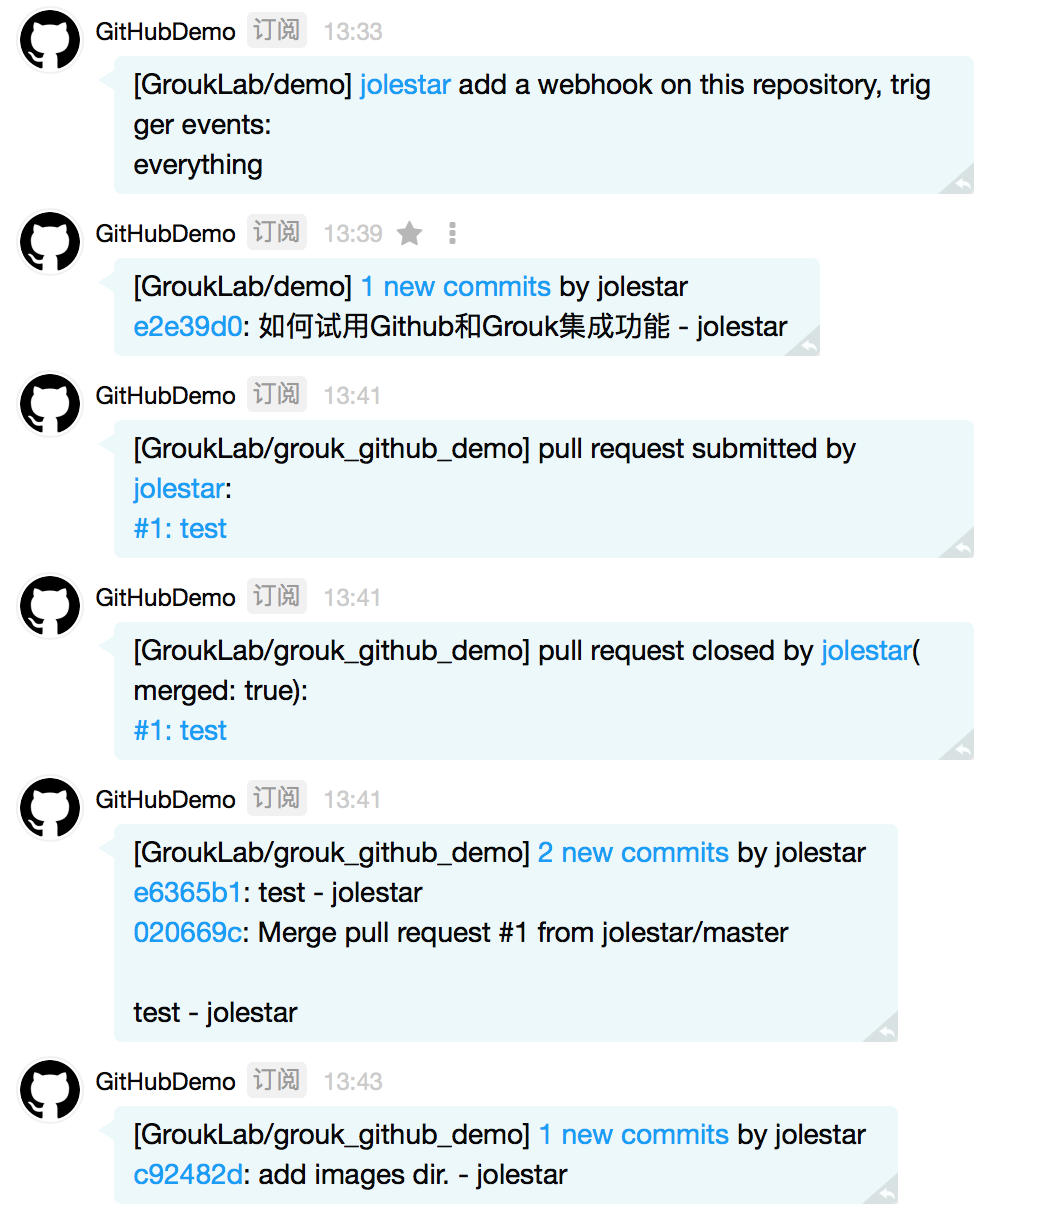 GitHubDemo 订阅 13:33
[GroukLab/demo] jolestar add a webhook on this repository, trig
ger events:
everything
GitHubDemo 订阅 13:39
[GroukLab/demo] 1 new commits by jolestar
e2e39d0: 如何试用Github和Grouk集成功能 - jolestar
GitHubDemo 订阅 13:41
[GroukLab/grouk_github_demo] pull request submitted by
jolestar:
#1: test
GitHubDemo 订阅 13:41
[GroukLab/grouk_github_demo] pull request closed by jolestar(
merged: true):
#1: test
GitHubDemo 订阅 13:41
[GroukLab/grouk_github_demo] 2 new commits by jolestar
e6365b1: test - jolestar
020669c: Merge pull request #1 from jolestar/master
test - jolestar
GitHubDemo 订阅 13:43
[GroukLab/grouk_github_demo] 1 new commits by jolestar
c92482d: add images dir. - jolestar